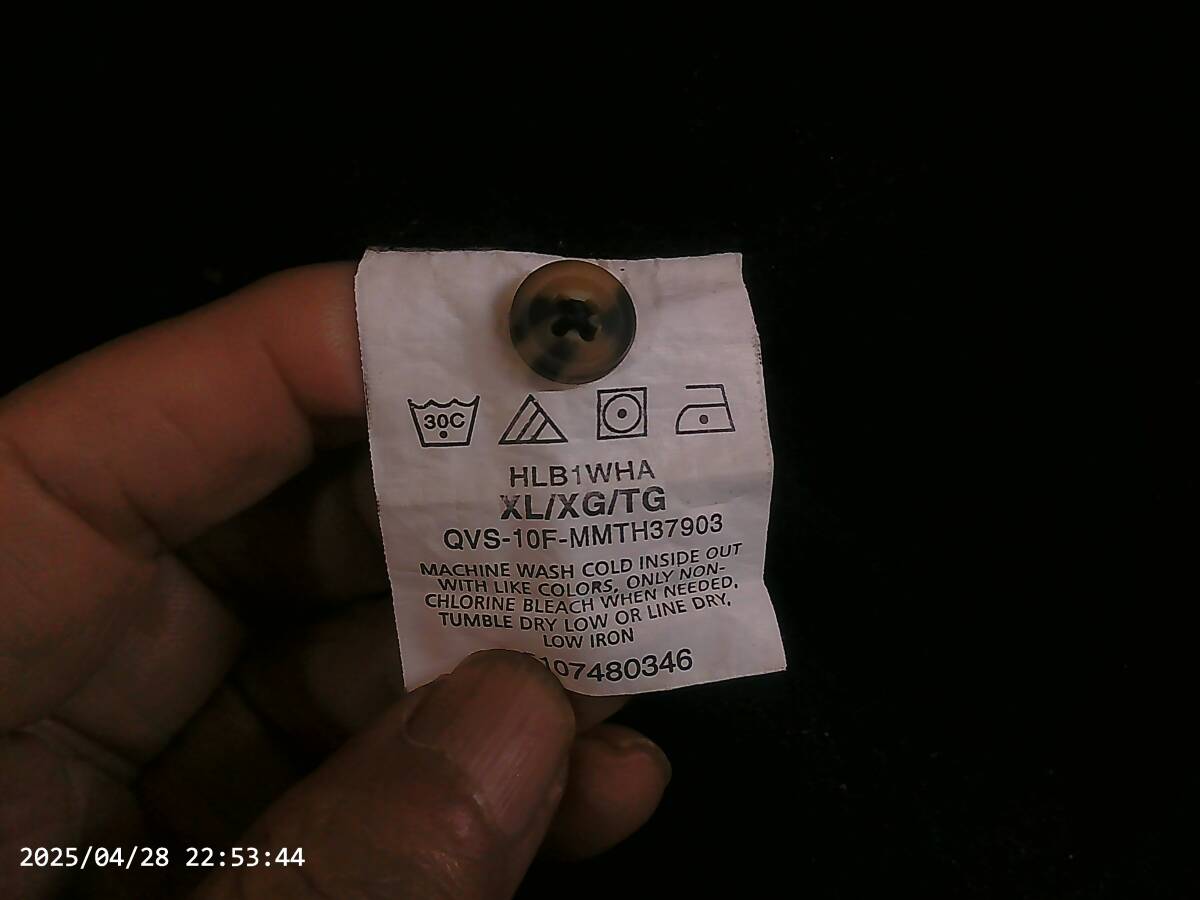 30C
HLB1WHA
XL/XG/TG
QVS-10F-MMTH37903
MACHINE WASH COLD INSIDE OUT
WITH LIKE COLORS, ONLY NON-
CHLORINE BLEACH WHEN NEEDED,
TUMBLE DRY LOW OR LINE DRY,
LOW IRON
107480346
2025/04/28 22:53:44